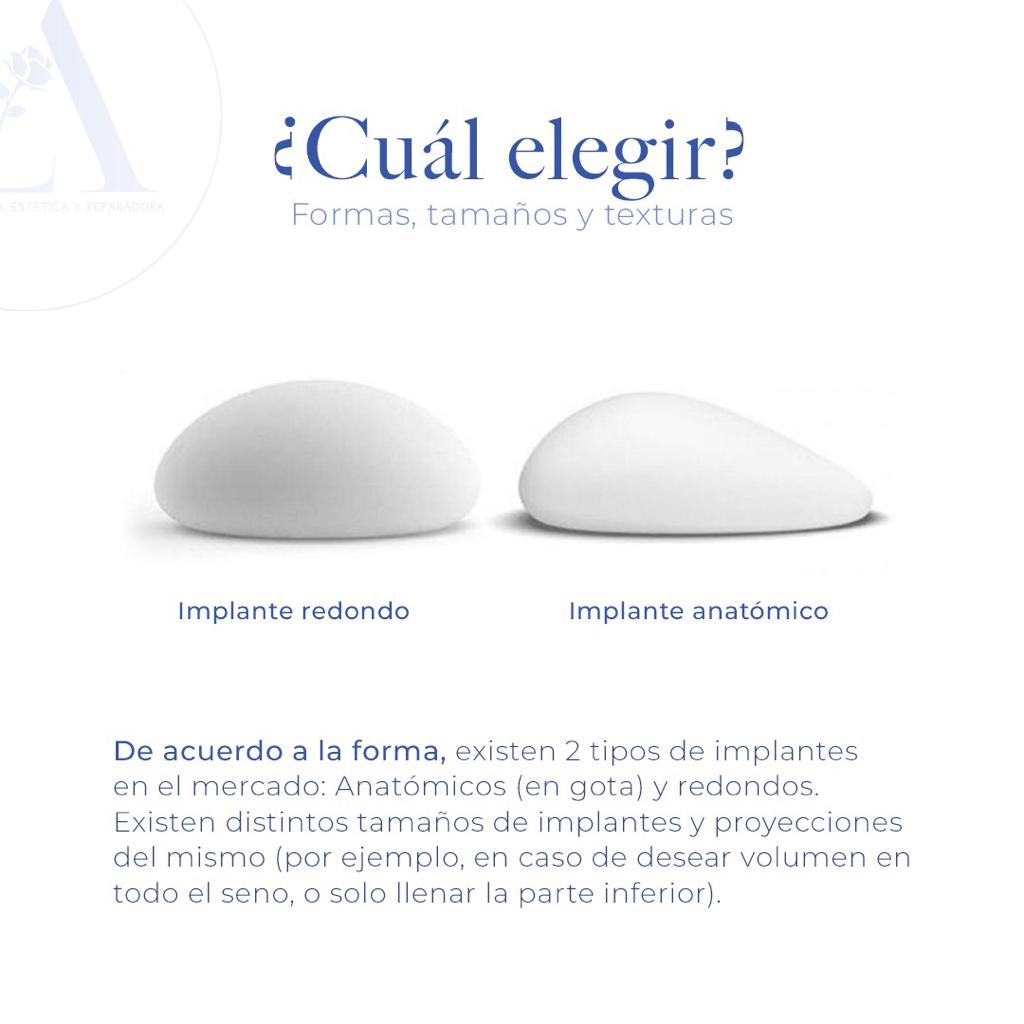 A, ESTÉTICA Y REPARADORA
¿Cuál elegir?
Formas, tamaños y texturas
Implante redondo
Implante anatómico
De acuerdo a la forma, existen 2 tipos de implantes
en el mercado: Anatómicos (en gota) y redondos.
Existen distintos tamaños de implantes y proyecciones
del mismo (por ejemplo, en caso de desear volumen en
todo el seno, o solo llenar la parte inferior).